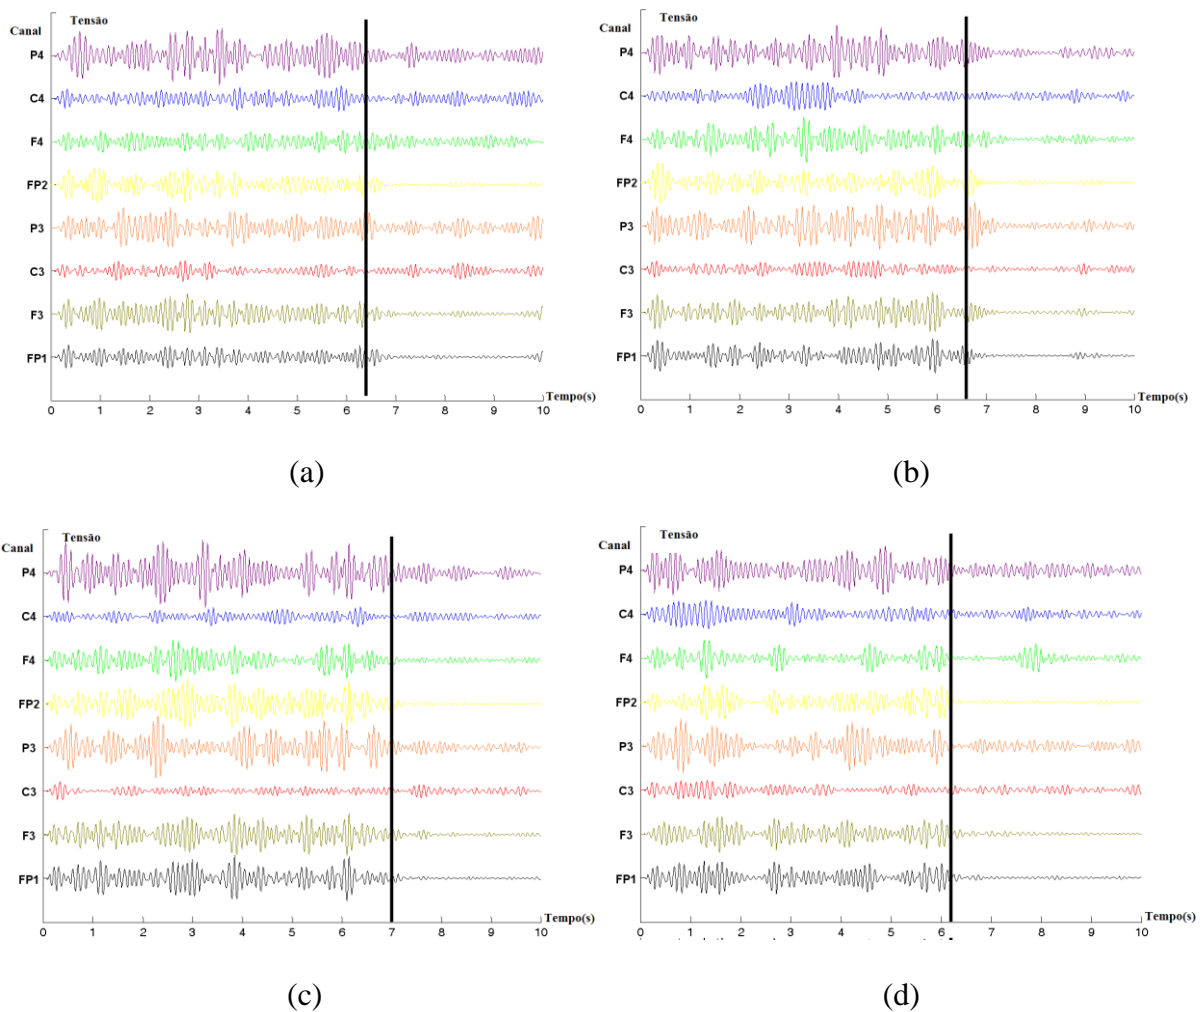 Tensão
Canal
P4
C4
F4
FP2
P3
C3
F3
FP1
0 1 2 3 4 5 6 7 8 9 10
Tempo(s)
(a)
Tensão
Canal
P4
C4
F4
FP2
P3
C3
F3
FP1
0 1 2 3 4 5 6 7 8 9 10
Tempo(s)
(b)
Tensão
Canal
P4
C4
F4
FP2
P3
C3
F3
FP1
0 1 2 3 4 5 6 7 8 9 10
Tempo(s)
(c)
Tensão
Canal
P4
C4
F4
FP2
P3
C3
F3
FP1
0 1 2 3 4 5 6 7 8 9 10
Tempo(s)
(d)